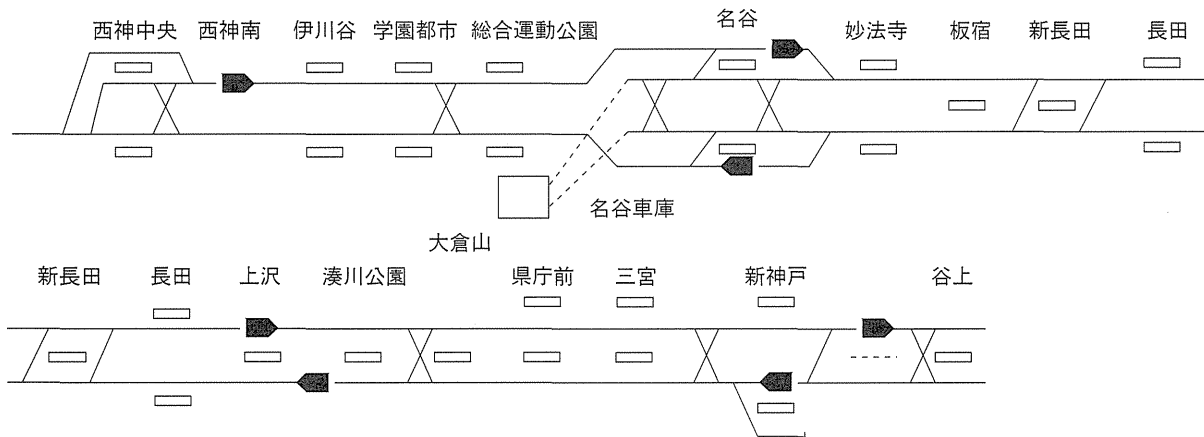 西神中央 西神南 伊川谷 学園都市 総合運動公園 名谷 妙法寺 板宿 新長田 長田
名谷車庫
大倉山
新長田 長田 上沢 湊川公園 県庁前 三宮 新神戸 谷上